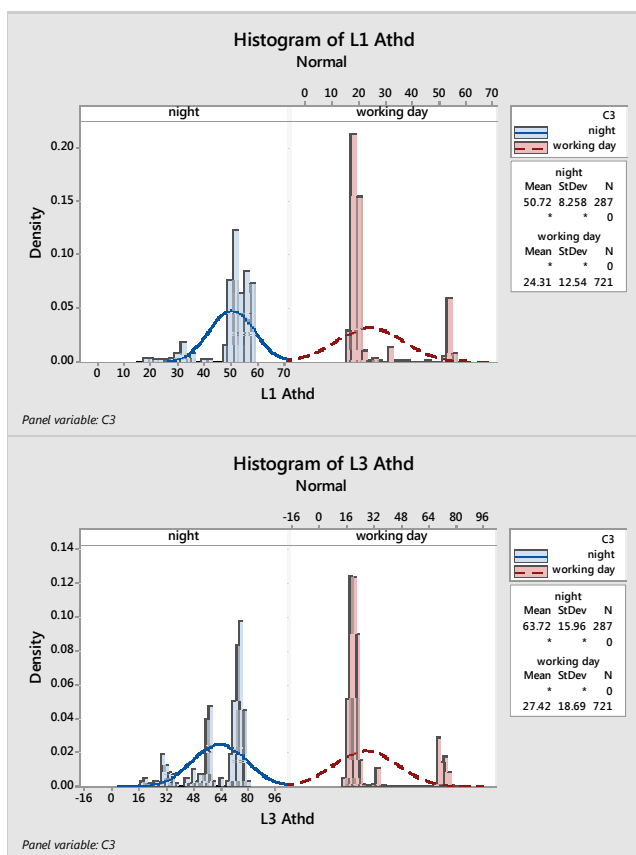 Histogram of L1 Athd
Normal
0 10 20 30 40 50 60 70
night working day
C3
night
working day
night
Mean StDev N
50.72 8.258 287
* * 0
working day
Mean StDev N
* * 0
24.31 12.54 721
0.20
0.15
0.10
0.05
0.00
Density
0 10 20 30 40 50 60 70
L1 Athd
Panel variable: C3
Histogram of L3 Athd
Normal
-16 0 16 32 48 64 80 96
night working day
C3
night
working day
night
Mean StDev N
63.72 15.96 287
* * 0
working day
Mean StDev N
* * 0
27.42 18.69 721
0.14
0.12
0.10
0.08
0.06
0.04
0.02
0.00
Density
-16 0 16 32 48 64 80 96
L3 Athd
Panel variable: C3